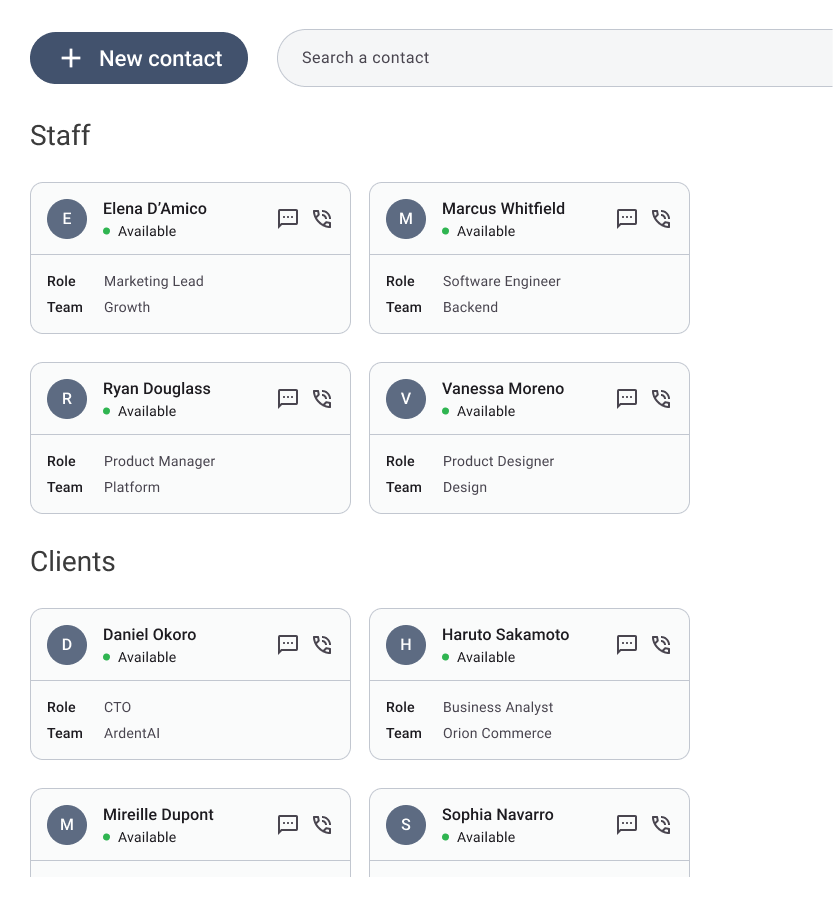 New contact
Search a contact
Staff
E
Elena D’Amico
Available
Role Marketing Lead
Team Growth
M
Marcus Whitfield
Available
Role Software Engineer
Team Backend
R
Ryan Douglass
Available
Role Product Manager
Team Platform
V
Vanessa Moreno
Available
Role Product Designer
Team Design
Clients
D
Daniel Okoro
Available
Role CTO
Team ArdentAI
H
Haruto Sakamoto
Available
Role Business Analyst
Team Orion Commerce
M
Mireille Dupont
Available
S
Sophia Navarro
Available